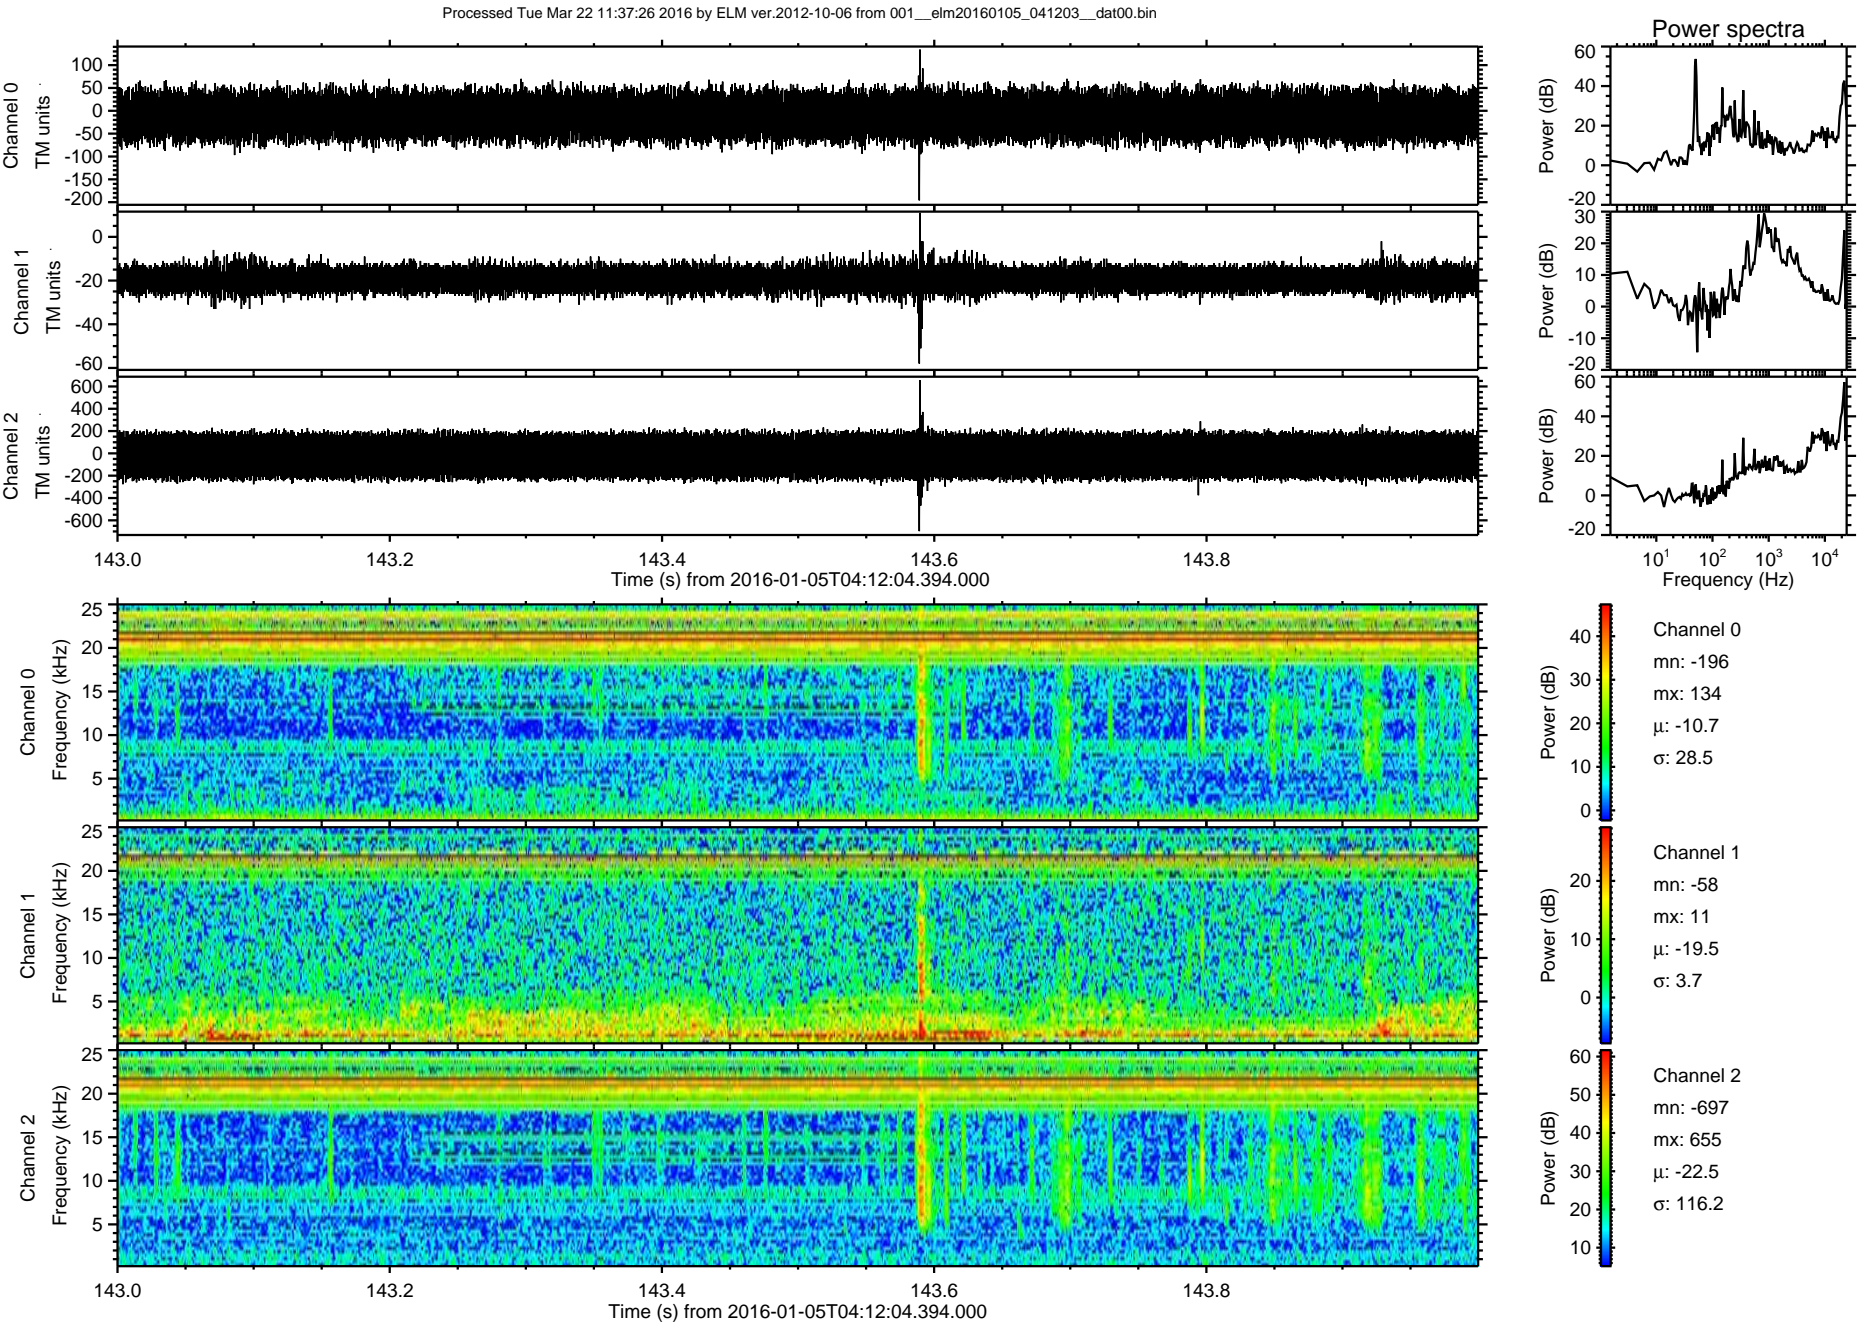 Processed Tue Mar 22 11:37:26 2016 by ELM ver.2012-10-06 from 001__elm20160105_041203__dat00.bin
Power spectra
Channel 0
TM units
100
50
0
-50
-100
-150
-200
Power (dB)
60
40
20
0
-20
Channel 1
TM units
0
-20
-40
-60
Power (dB)
30
20
10
0
-10
-20
Channel 2
TM units
600
400
200
0
-200
-400
-600
Power (dB)
60
40
20
0
-20
143.0 143.2 143.4 143.6 143.8
Time (s) from 2016-01-05T04:12:04.394.000
10¹ 10² 10³ 10⁴
Frequency (Hz)
Channel 0
Frequency (kHz)
25
20
15
10
5
Power (dB)
40
30
20
10
0
Channel 0
mn: -196
mx: 134
μ: -10.7
σ: 28.5
Channel 1
Frequency (kHz)
25
20
15
10
5
Power (dB)
20
10
0
Channel 1
mn: -58
mx: 11
μ: -19.5
σ: 3.7
Channel 2
Frequency (kHz)
25
20
15
10
5
Power (dB)
60
50
40
30
20
10
Channel 2
mn: -697
mx: 655
μ: -22.5
σ: 116.2
143.0 143.2 143.4 143.6 143.8
Time (s) from 2016-01-05T04:12:04.394.000